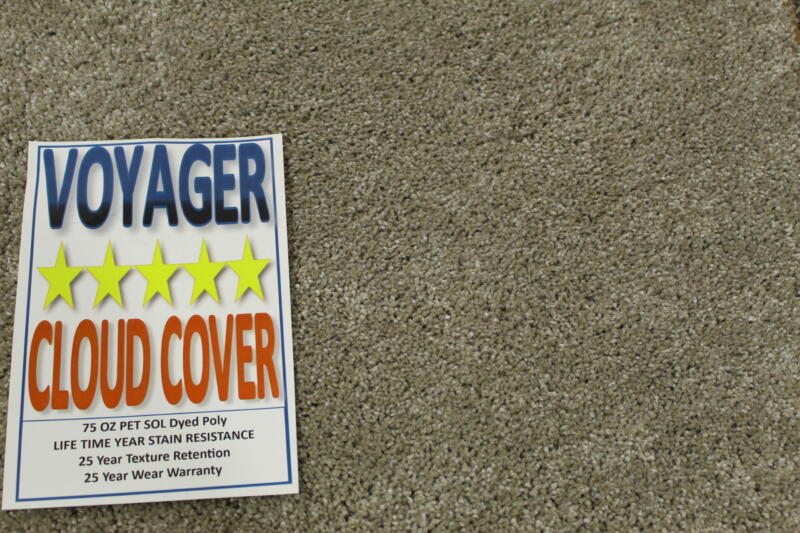 VOYAGER
CLOUD COVER
75 OZ PET SOL Dyed Poly
LIFE TIME YEAR STAIN RESISTANCE
25 Year Texture Retention
25 Year Wear Warranty